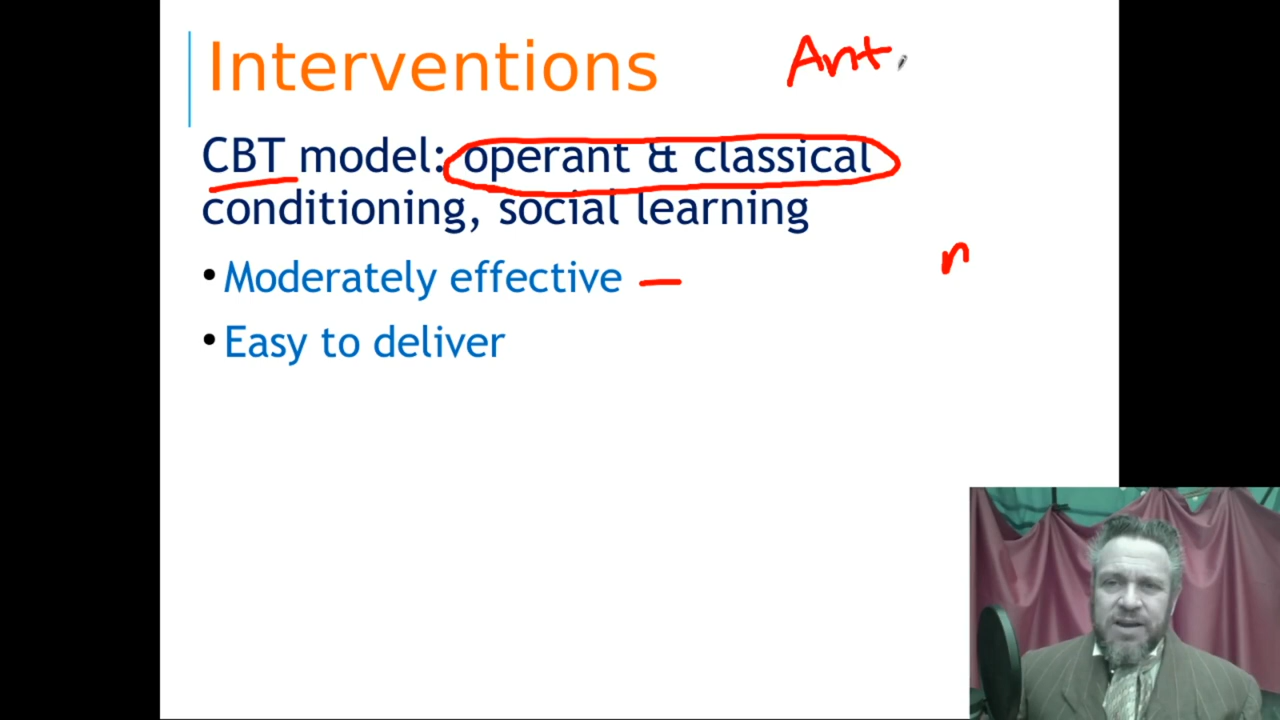 Interventions Ant
CBT model: operant & classical
conditioning, social learning
n
• Moderately effective –
• Easy to deliver